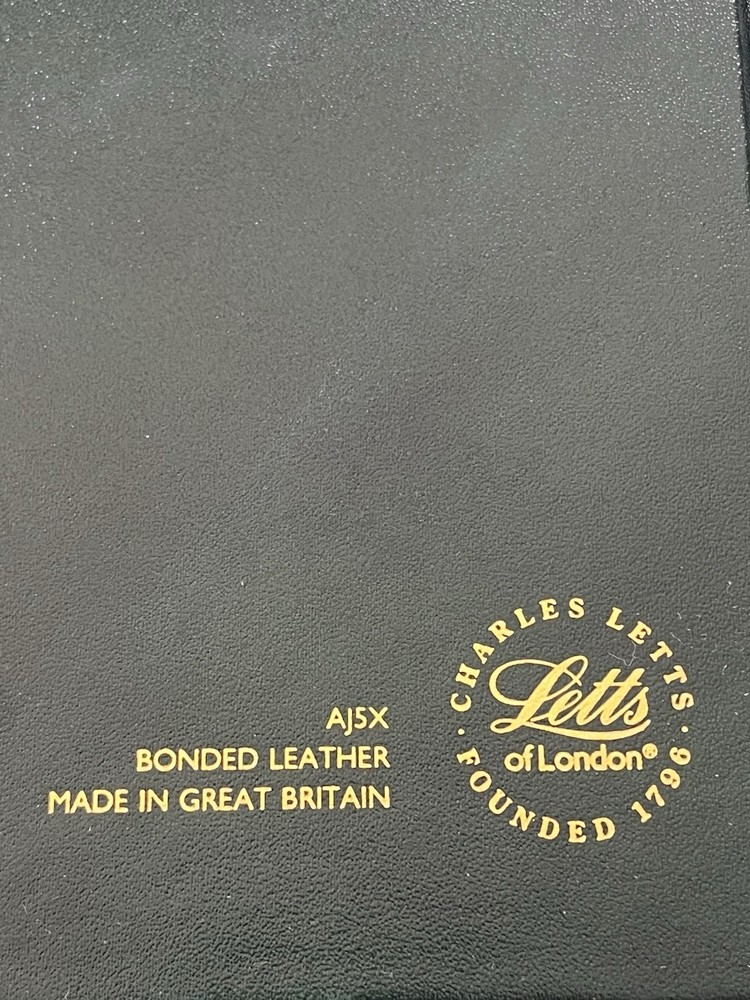 AJ5X
BONDED LEATHER
MADE IN GREAT BRITAIN
CHARLES LETTS
Letts
of London®
· FOUNDED 1796 ·